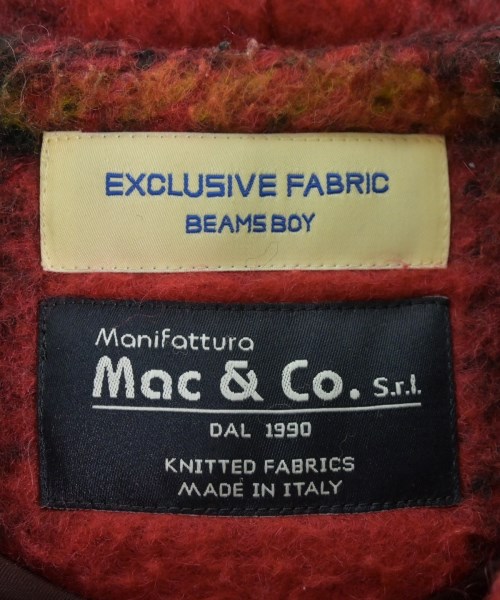 EXCLUSIVE FABRIC
BEAMS BOY
Manifattura
Mac & Co. S.r.l.
DAL 1990
KNITTED FABRICS
MADE IN ITALY